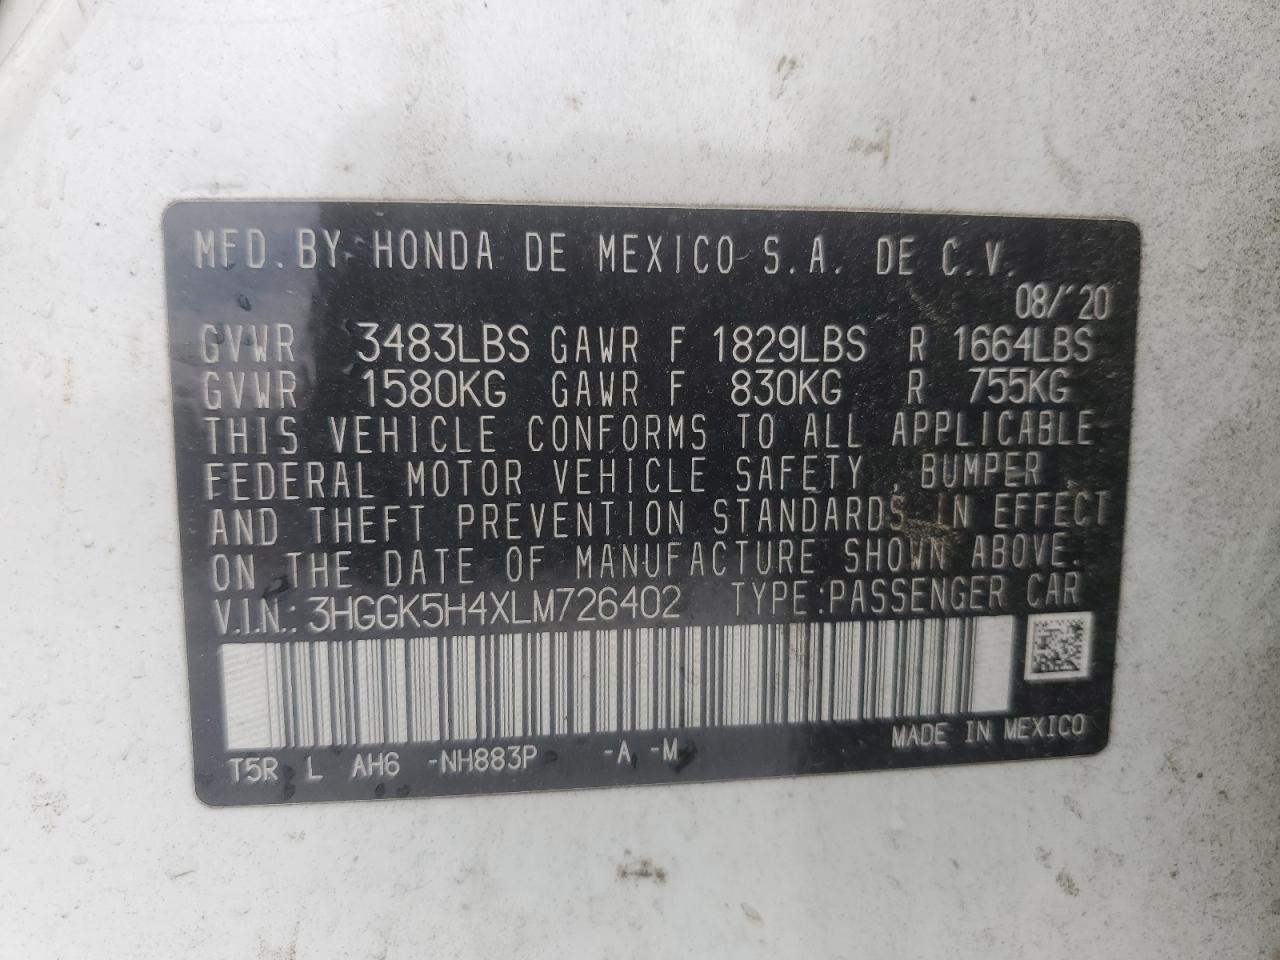 MFD. BY HONDA DE MEXICO S.A. DE C.V.
08/'20
GVWR 3483LBS GAWR F 1829LBS R 1664LBS
GVWR 1580KG GAWR F 830KG R 755KG
THIS VEHICLE CONFORMS TO ALL APPLICABLE
FEDERAL MOTOR VEHICLE SAFETY, BUMPER,
AND THEFT PREVENTION STANDARDS IN EFFECT
ON THE DATE OF MANUFACTURE SHOWN ABOVE.
V.I.N.: 3HGGK5H4XLM726402 TYPE:PASSENGER CAR
MADE IN MEXICO
T5R L AH6 -NH883P -A -M